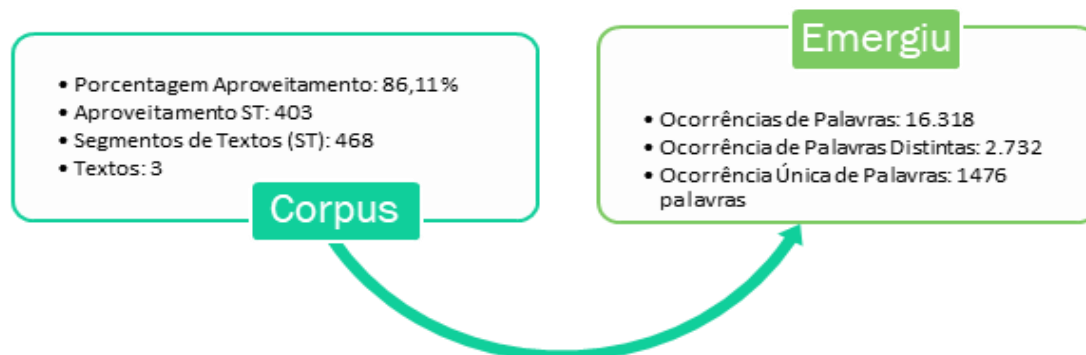 • Porcentagem Aproveitamento: 86,11%
• Aproveitamento ST: 403
• Segmentos de Textos (ST): 468
• Textos: 3
Corpus
Emergiu
• Ocorrências de Palavras: 16.318
• Ocorrência de Palavras Distintas: 2.732
• Ocorrência Única de Palavras: 1476
palavras